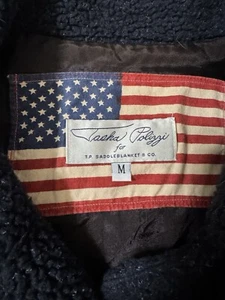 Tasha Polizzi
for
T.P. SADDLEBLANKET & CO.
M